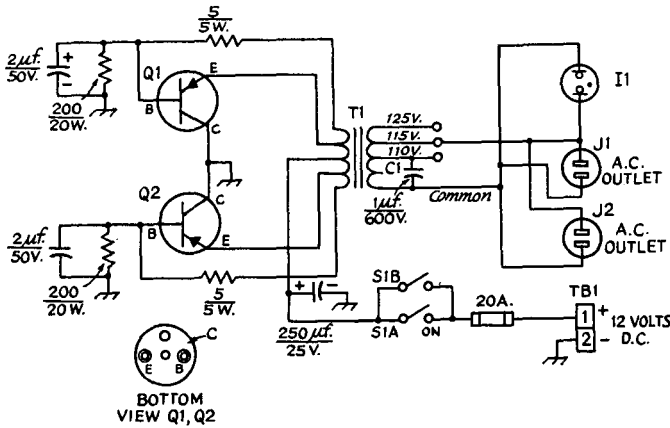 5
5W.
2µf.
50V.
+
-
200
20W.
Q1
E
B
C
T1
125V.
115V.
110V.
C1
1µf.
600V.
Common
I1
J1
A.C.
OUTLET
J2
A.C.
OUTLET
Q2
C
B
E
2µf.
50V.
200
20W.
5
5W.
+ -
250µf.
25V.
S1B
S1A
ON
20A.
TB1
1 +
2 -
12 VOLTS
D.C.
C
E
B
BOTTOM
VIEW Q1, Q2